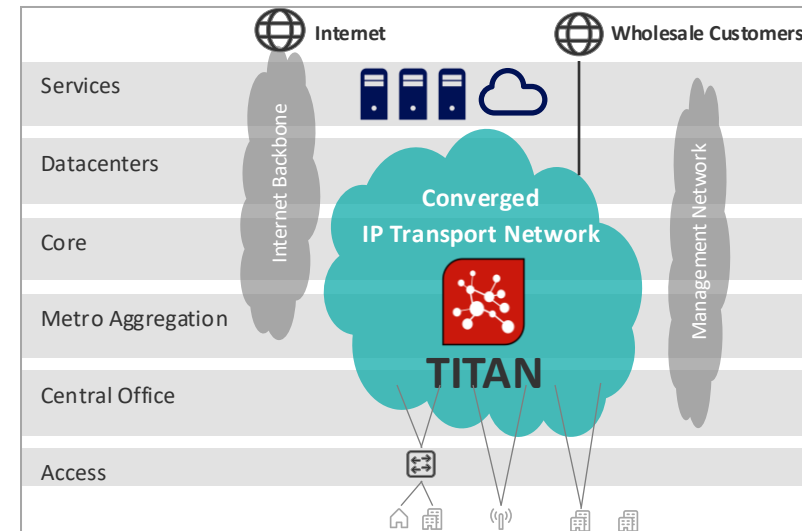 Internet
Wholesale Customers
Services
Datacenters
Core
Metro Aggregation
Central Office
Access
Internet Backbone
Converged
IP Transport Network
TITAN
Management Network